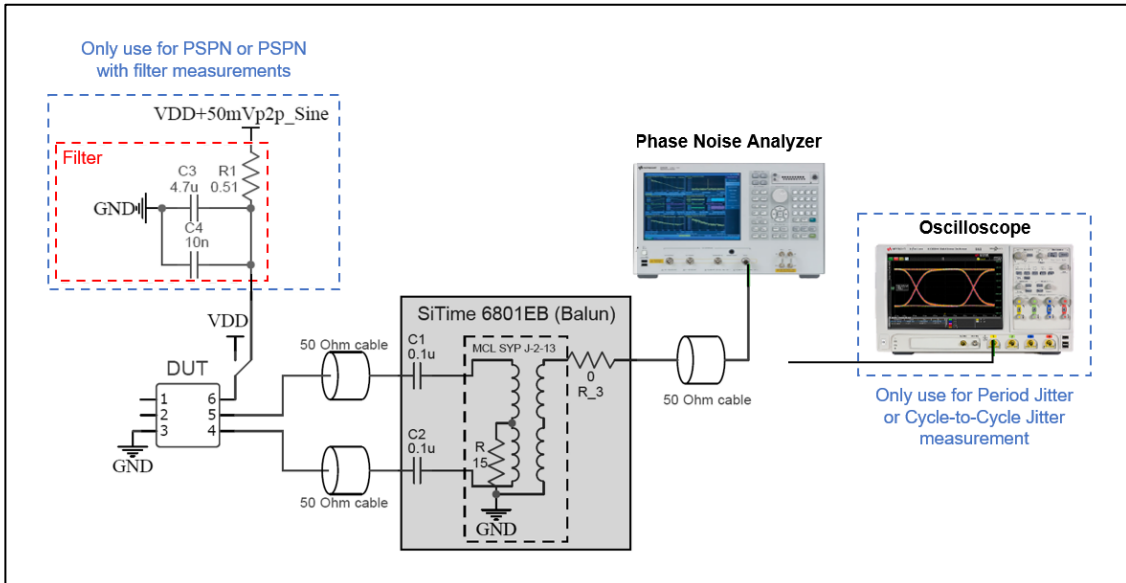 Only use for PSPN or PSPN
with filter measurements
VDD+50mVp2p_Sine
Filter
C3
4.7u
R1
0.51
GND
C4
10n
VDD
DUT
1
2
3
6
5
4
GND
50 Ohm cable
50 Ohm cable
SiTime 6801EB (Balun)
C1
0.1u
MCL SYP J-2-13
C2
0.1u
R
15
GND
0
R_3
50 Ohm cable
Phase Noise Analyzer
Oscilloscope
Only use for Period Jitter
or Cycle-to-Cycle Jitter
measurement